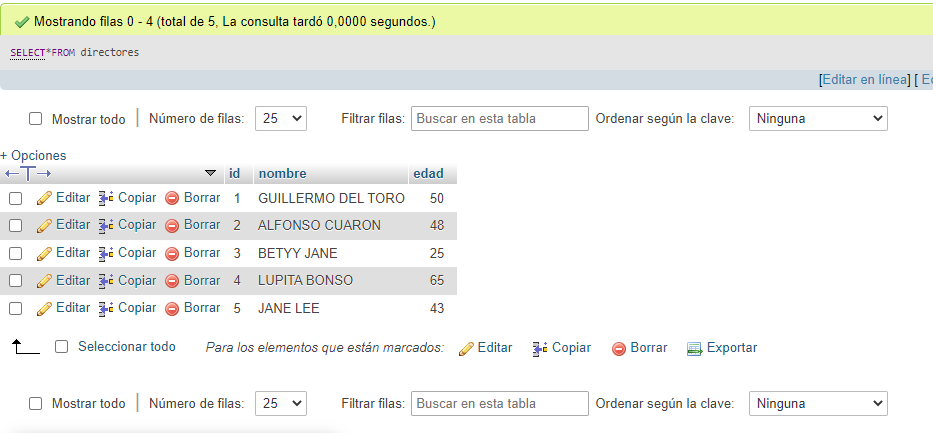 Mostrando filas 0 - 4 (total de 5, La consulta tardó 0,0000 segundos.)
SELECT*FROM directores
[Editar en línea] [ E
Mostrar todo | Número de filas: 25 Filtrar filas: Buscar en esta tabla Ordenar según la clave: Ninguna
+ Opciones
←T→ id nombre edad
Editar Copiar Borrar 1 GUILLERMO DEL TORO 50
Editar Copiar Borrar 2 ALFONSO CUARON 48
Editar Copiar Borrar 3 BETYY JANE 25
Editar Copiar Borrar 4 LUPITA BONSO 65
Editar Copiar Borrar 5 JANE LEE 43
Seleccionar todo Para los elementos que están marcados: Editar Copiar Borrar Exportar
Mostrar todo | Número de filas: 25 Filtrar filas: Buscar en esta tabla Ordenar según la clave: Ninguna